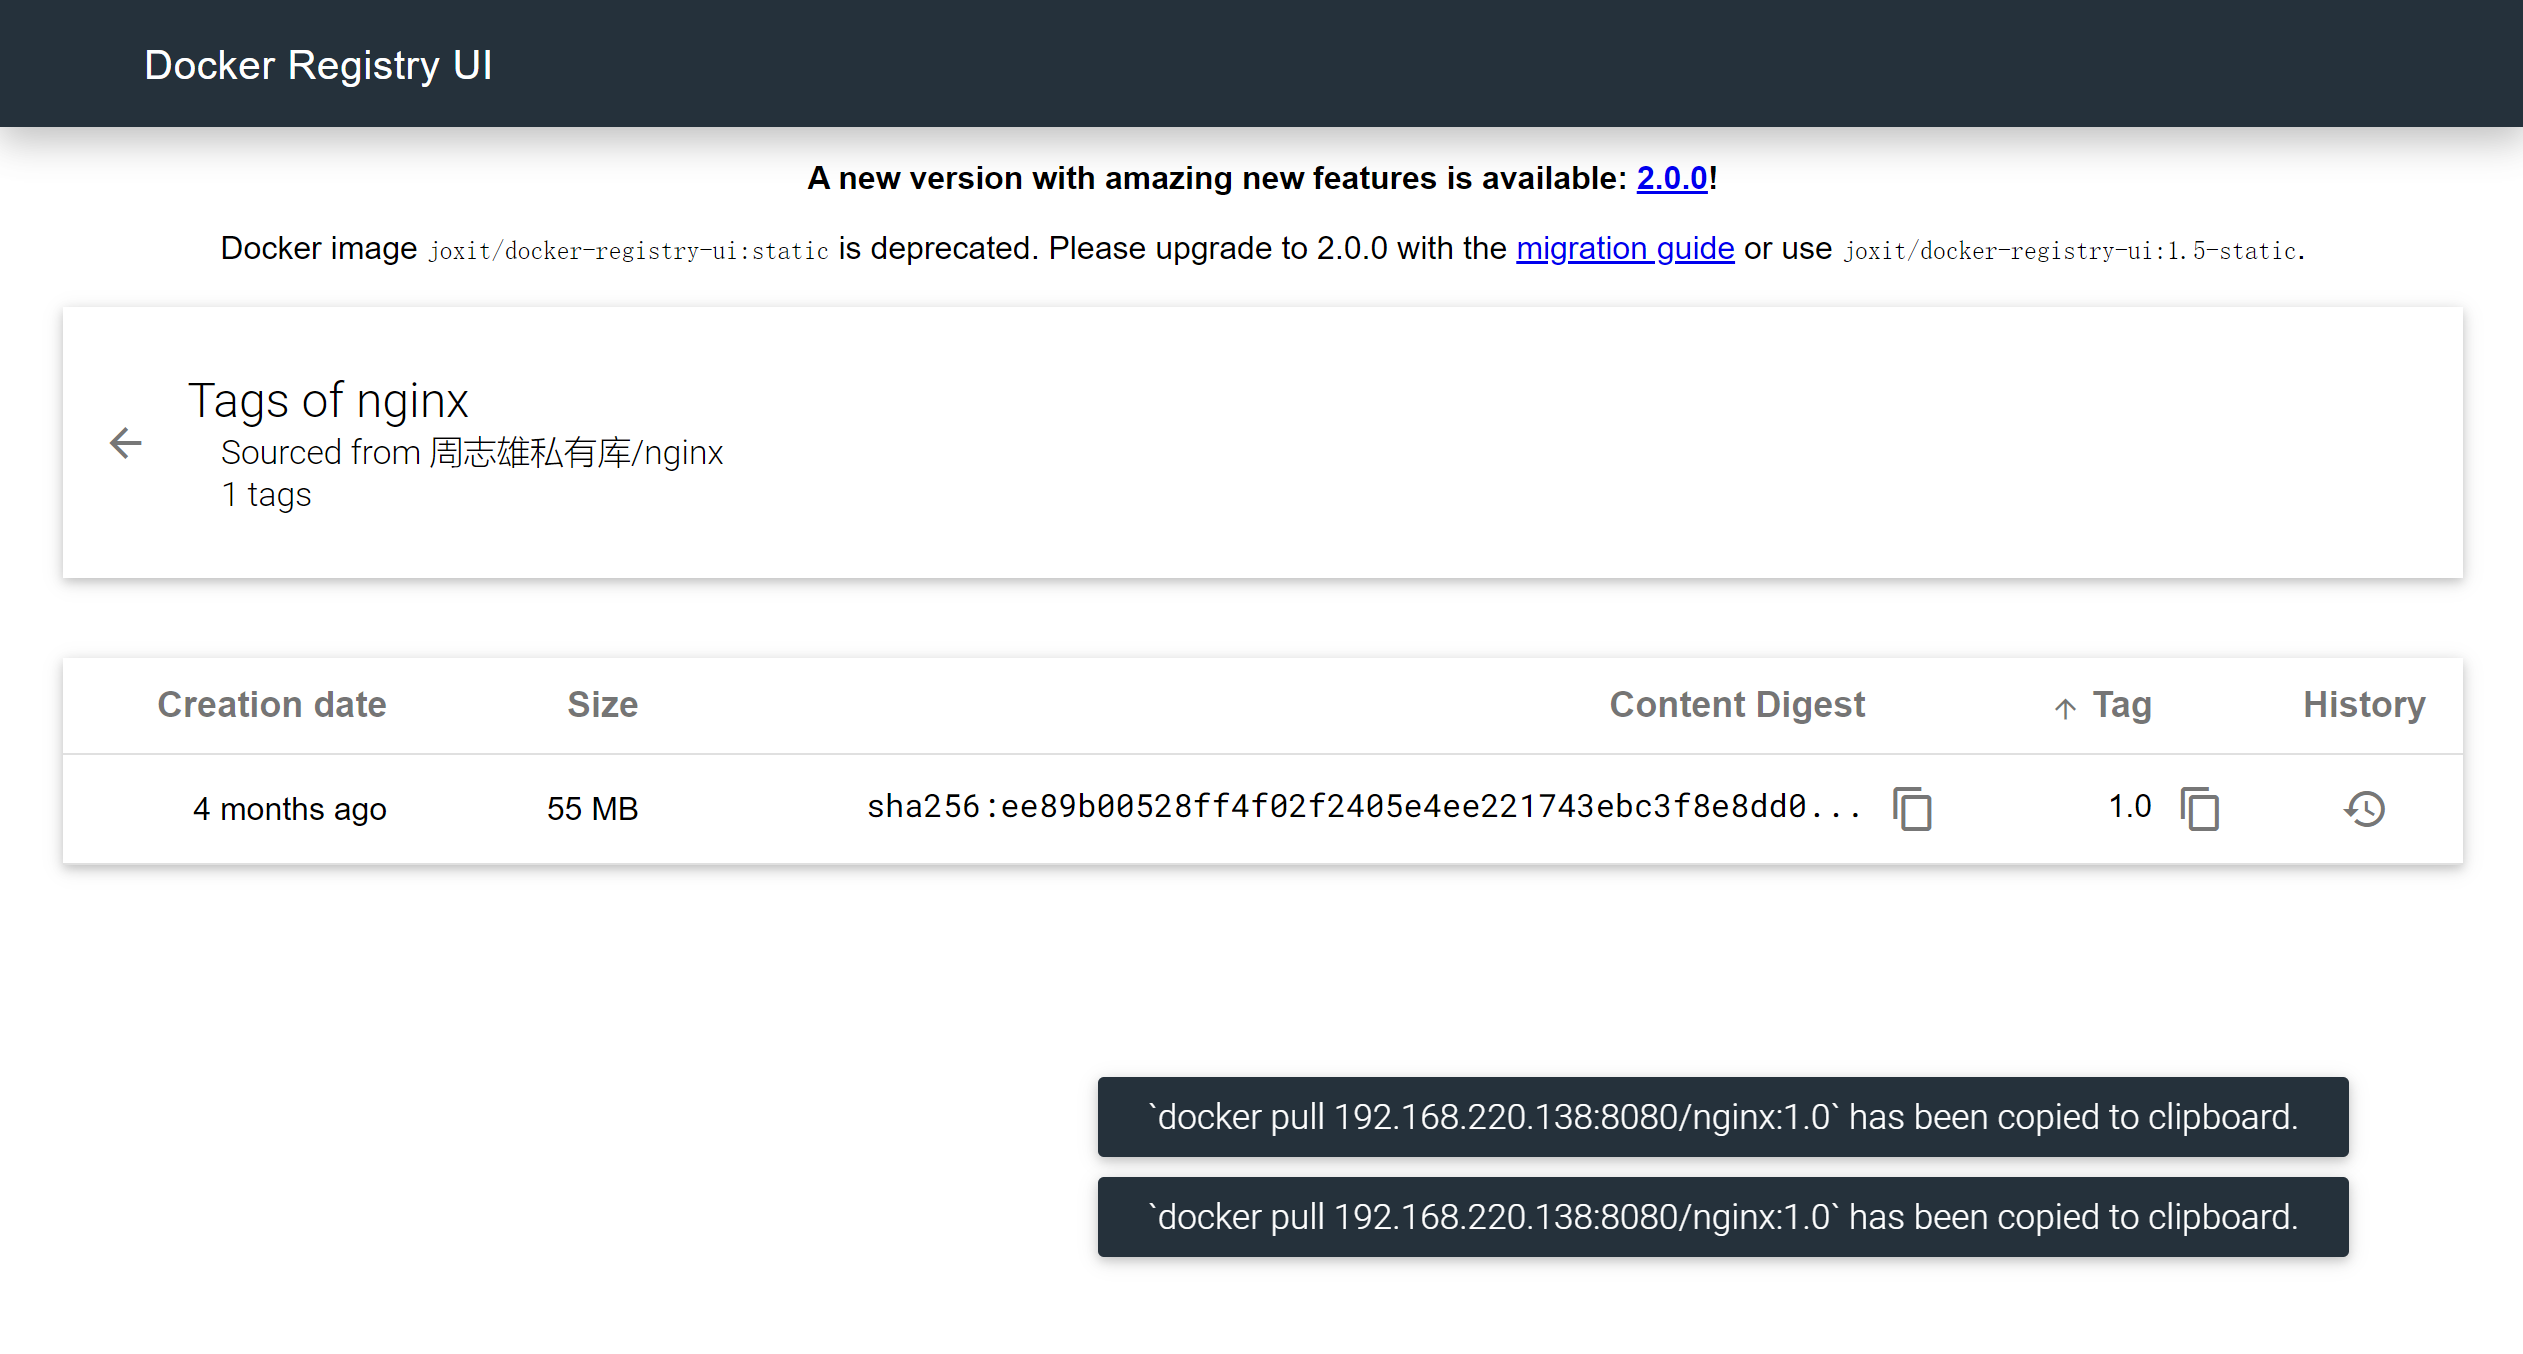 Docker Registry UI
A new version with amazing new features is available: 2.0.0!
Docker image joxit/docker-registry-ui:static is deprecated. Please upgrade to 2.0.0 with the migration guide or use joxit/docker-registry-ui:1.5-static.
Tags of nginx
Sourced from 周志雄私有库/nginx
1 tags
Creation date Size Content Digest Tag History
4 months ago 55 MB sha256:ee89b00528ff4f02f2405e4ee221743ebc3f8e8dd0... 1.0
`docker pull 192.168.220.138:8080/nginx:1.0` has been copied to clipboard.
`docker pull 192.168.220.138:8080/nginx:1.0` has been copied to clipboard.